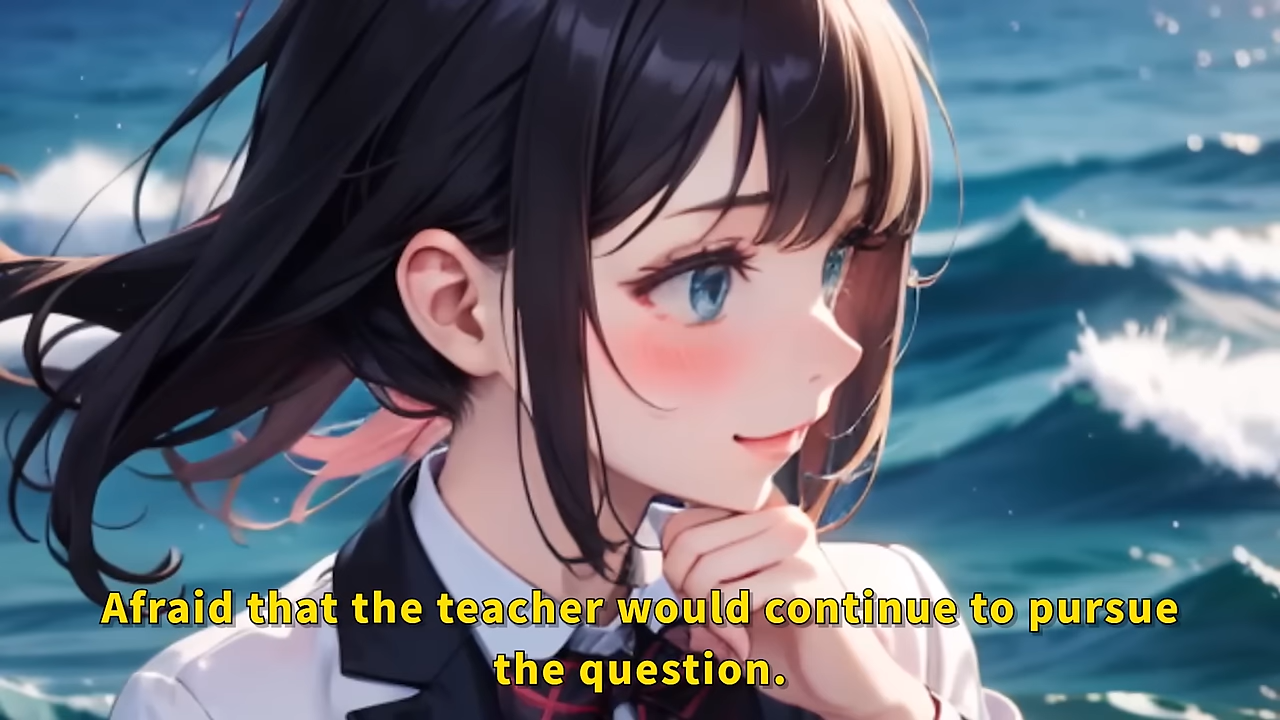 Afraid that the teacher would continue to pursue
the question.